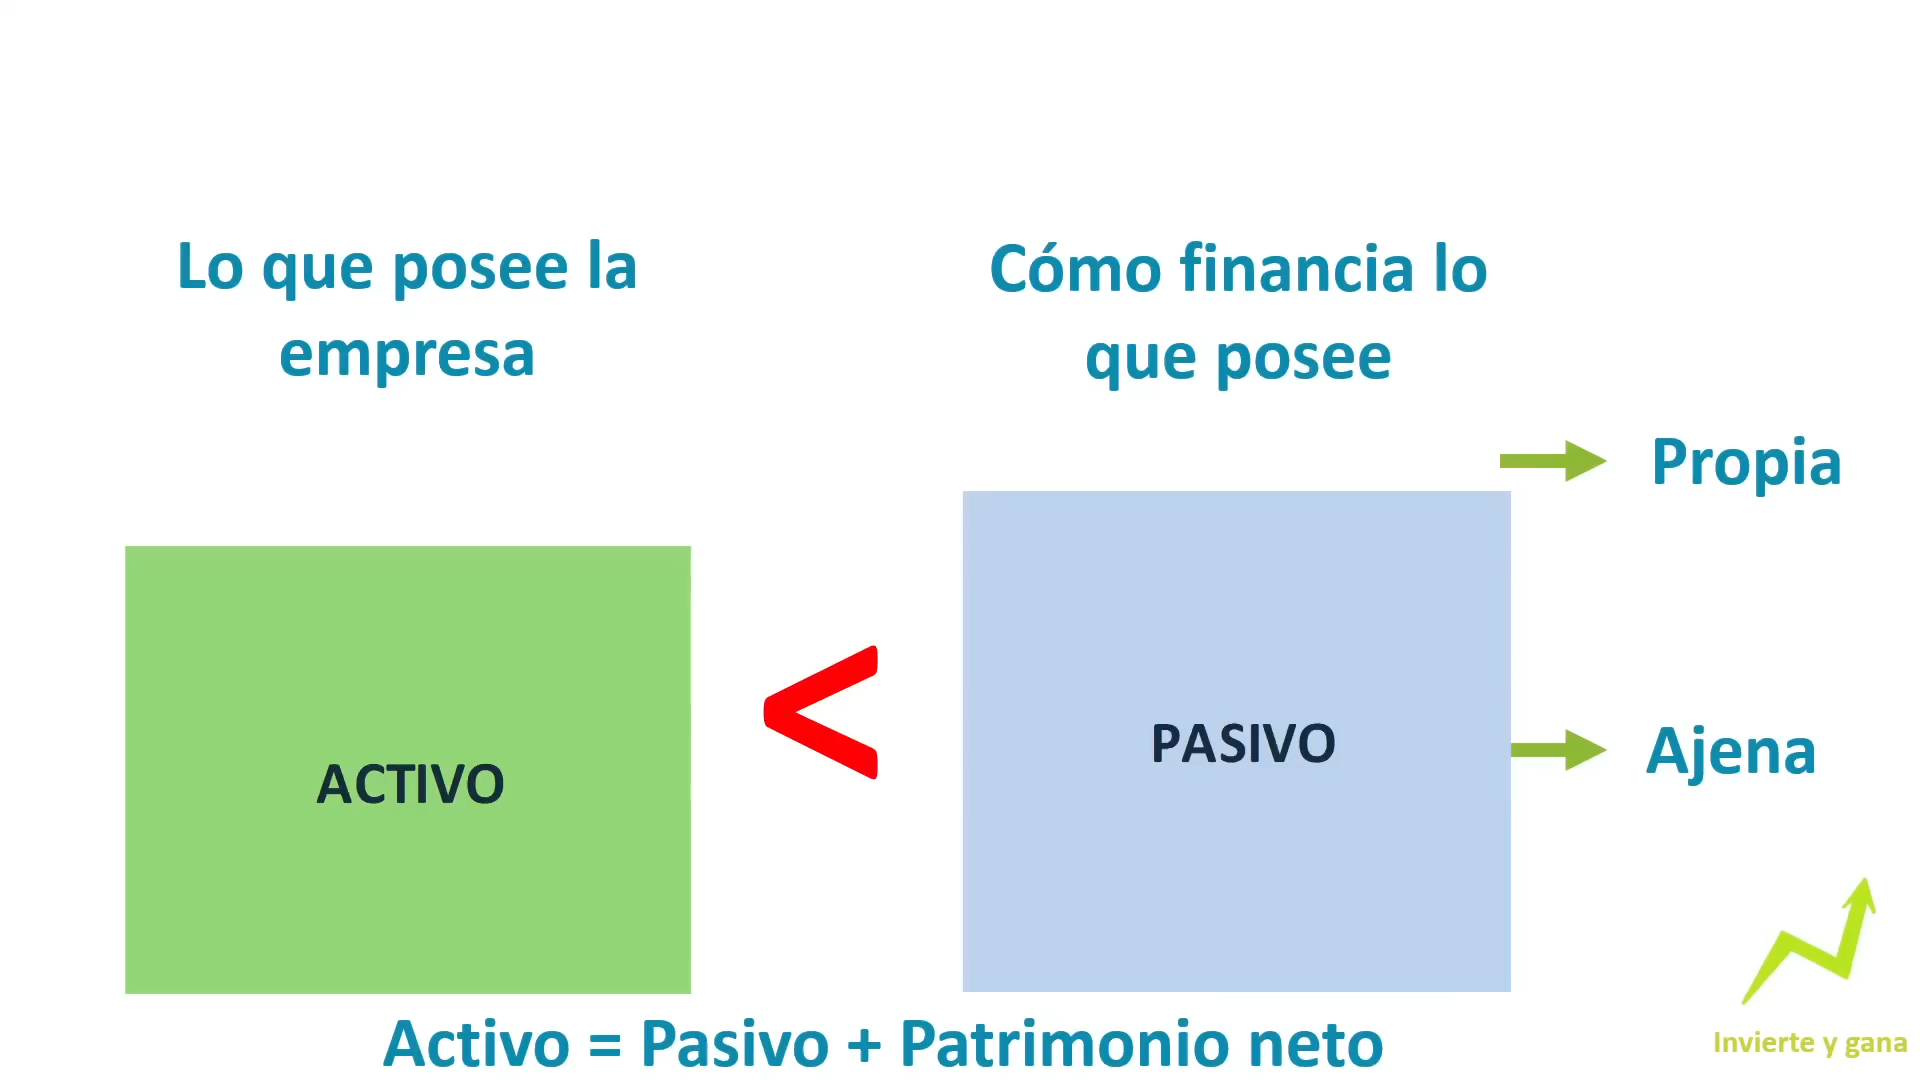 Lo que posee la
empresa
Cómo financia lo
que posee
Propia
ACTIVO
<
PASIVO
Ajena
Activo = Pasivo + Patrimonio neto
Invierte y gana